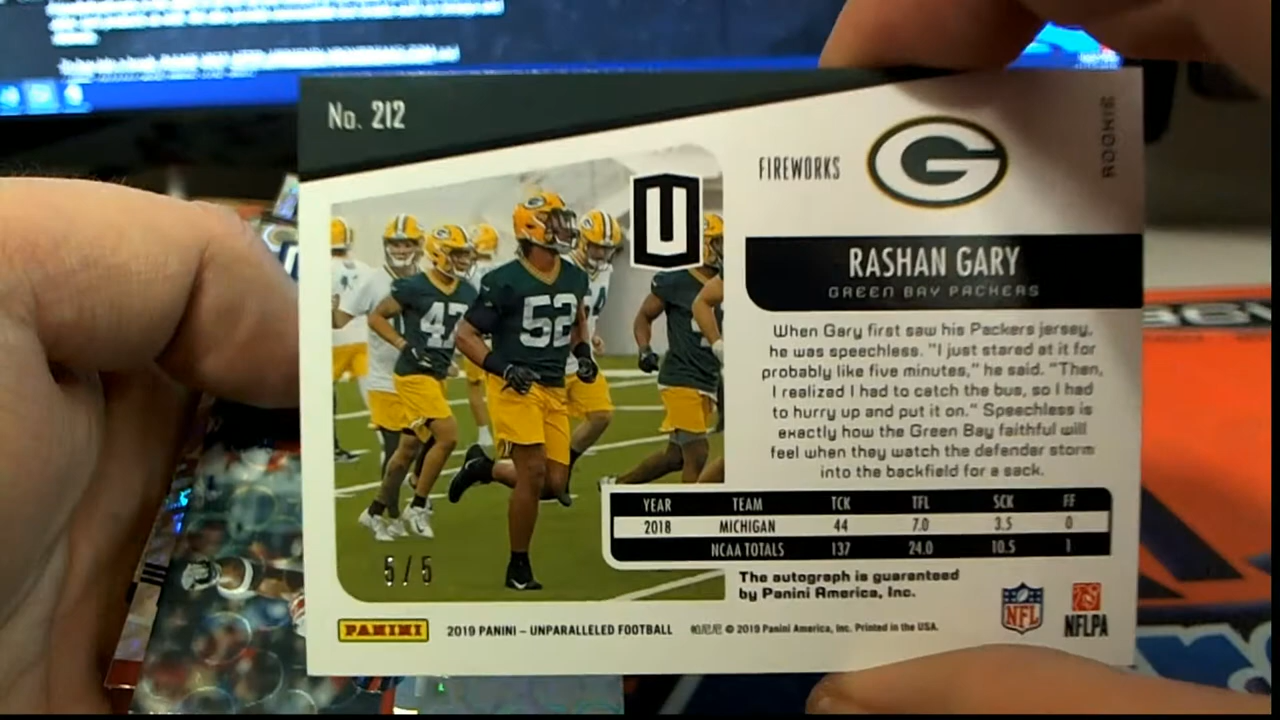 No. 212
ROOKIE
FIREWORKS
G
U
RASHAN GARY
GREEN BAY PACKERS
When Gary first saw his Packers jersey,
he was speechless. "I just stared at it for
probably like five minutes," he said. "Then,
I realized I had to catch the bus, so I had
to hurry up and put it on." Speechless is
exactly how the Green Bay faithful will
feel when they watch the defender storm
into the backfield for a sack.
47
52
YEAR TEAM TCK TFL SCK FF
2018 MICHIGAN 44 7.0 3.5 0
NCAA TOTALS 137 24.0 10.5 1
5/5
The autograph is guaranteed
by Panini America, Inc.
PANINI
2019 PANINI – UNPARALLELED FOOTBALL
© 2019 Panini America, Inc. Printed in the USA.
NFL
NFLPA